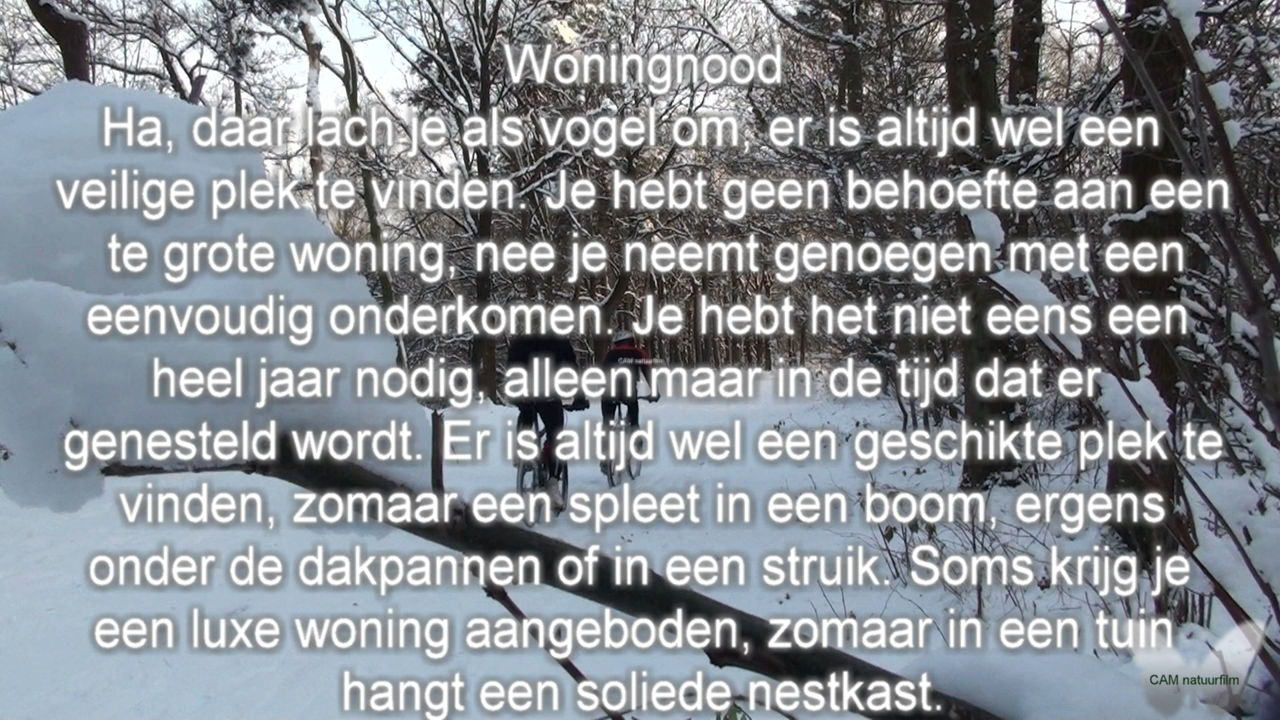 Woningnood
Ha, daar lach je als vogel om, er is altijd wel een
veilige plek te vinden. Je hebt geen behoefte aan een
te grote woning, nee je neemt genoegen met een
eenvoudig onderkomen. Je hebt het niet eens een
heel jaar nodig, alleen maar in de tijd dat er
genesteld wordt. Er is altijd wel een geschikte plek te
vinden, zomaar een spleet in een boom, ergens
onder de dakpannen of in een struik. Soms krijg je
een luxe woning aangeboden, zomaar in een tuin
hangt een soliede nestkast.
CAM natuurfilm
CAM natuurfilm